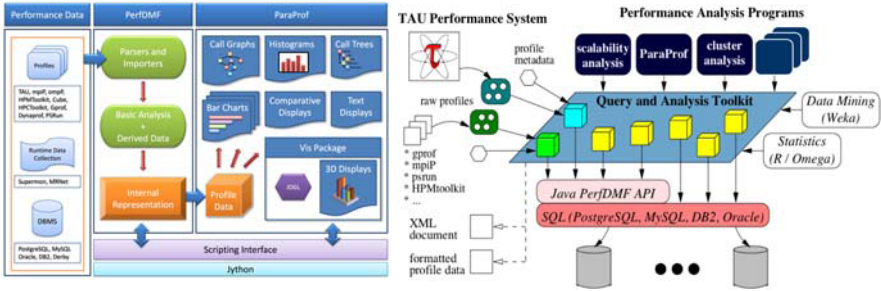 Performance Data
PerfDMF
ParaProf
Profiles
TAU, mpiP, ompP,
HPMToolkit, Cube,
HPCToolkit, Gprof,
Dynaprof, PSRun
Runtime Data
Collection
Supermon, MRNet
DBMS
PostgreSQL, MySQL
Oracle, DB2, Derby
Parsers and
Importers
Basic Analysis
+
Derived Data
Internal
Representation
Call Graphs
Histograms
Call Trees
Bar Charts
Comparative
Displays
Text
Displays
Vis Package
JOGL
3D Displays
Profile
Data
Scripting Interface
Jython
TAU Performance System
Performance Analysis Programs
profile
metadata
scalability
analysis
ParaProf
cluster
analysis
raw profiles
Query and Analysis Toolkit
Data Mining
(Weka)
Statistics
(R / Omega)
* gprof
* mpiP
* psrun
* HPMtoolkit
* ...
Java PerfDMF API
SQL (PostgreSQL, MySQL, DB2, Oracle)
XML
document
formatted
profile data